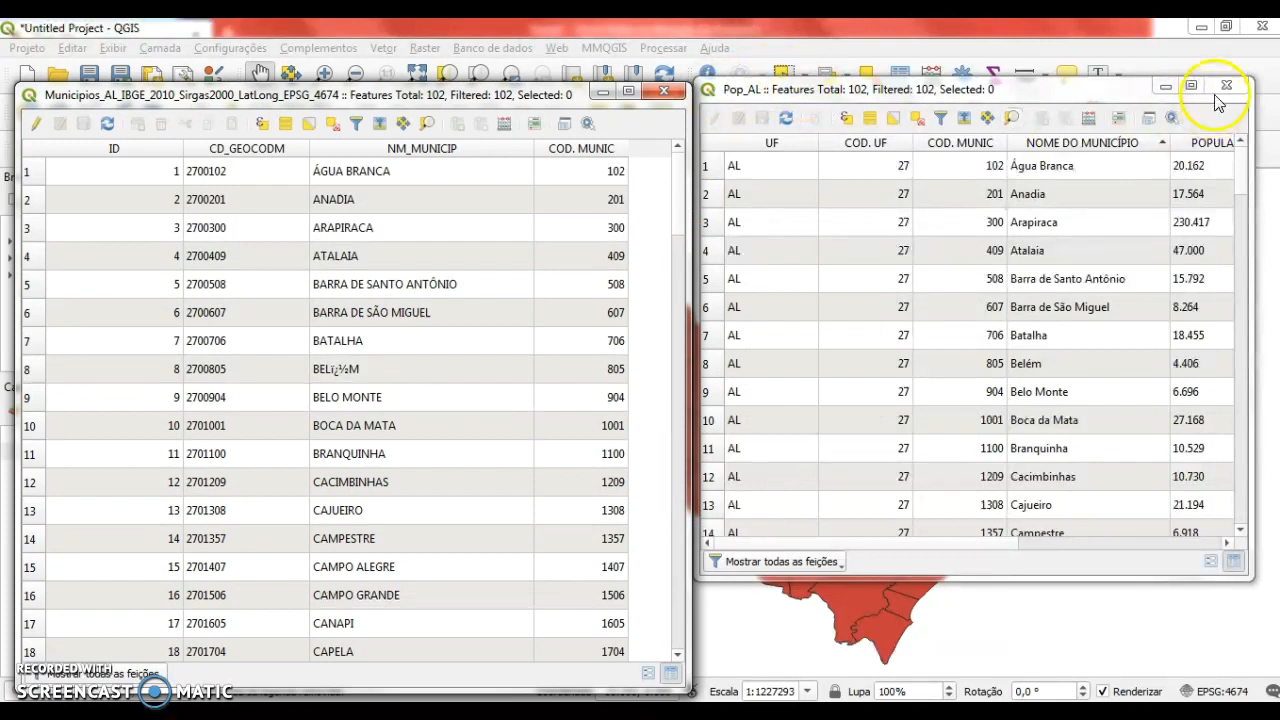 *Untitled Project - QGIS
Projeto Editar Exibir Camada Configurações Complementos Vetor Raster Banco de dados Web MMQGIS Processar Ajuda
Municipios_AL_IBGE_2010_Sirgas2000_LatLong_EPSG_4674 :: Features Total: 102, Filtered: 102, Selected: 0
ID CD_GEOCODM NM_MUNICIP COD. MUNIC
1 1 2700102 ÁGUA BRANCA 102
2 2 2700201 ANADIA 201
3 3 2700300 ARAPIRACA 300
4 4 2700409 ATALAIA 409
5 5 2700508 BARRA DE SANTO ANTÔNIO 508
6 6 2700607 BARRA DE SÃO MIGUEL 607
7 7 2700706 BATALHA 706
8 8 2700805 BELï¿½M 805
9 9 2700904 BELO MONTE 904
10 10 2701001 BOCA DA MATA 1001
11 11 2701100 BRANQUINHA 1100
12 12 2701209 CACIMBINHAS 1209
13 13 2701308 CAJUEIRO 1308
14 14 2701357 CAMPESTRE 1357
15 15 2701407 CAMPO ALEGRE 1407
16 16 2701506 CAMPO GRANDE 1506
17 17 2701605 CANAPI 1605
18 18 2701704 CAPELA 1704
Mostrar todas as feições
Pop_AL :: Features Total: 102, Filtered: 102, Selected: 0
UF COD. UF COD. MUNIC NOME DO MUNICÍPIO POPULA
1 AL 27 102 Água Branca 20.162
2 AL 27 201 Anadia 17.564
3 AL 27 300 Arapiraca 230.417
4 AL 27 409 Atalaia 47.000
5 AL 27 508 Barra de Santo Antônio 15.792
6 AL 27 607 Barra de São Miguel 8.264
7 AL 27 706 Batalha 18.455
8 AL 27 805 Belém 4.406
9 AL 27 904 Belo Monte 6.696
10 AL 27 1001 Boca da Mata 27.168
11 AL 27 1100 Branquinha 10.529
12 AL 27 1209 Cacimbinhas 10.730
13 AL 27 1308 Cajueiro 21.194
14 AL 27 1357 Campestre 6.918
Mostrar todas as feições
RECORDED WITH
SCREENCAST MATIC
Escala 1:1227293 Lupa 100% Rotação 0,0 ° Renderizar EPSG:4674